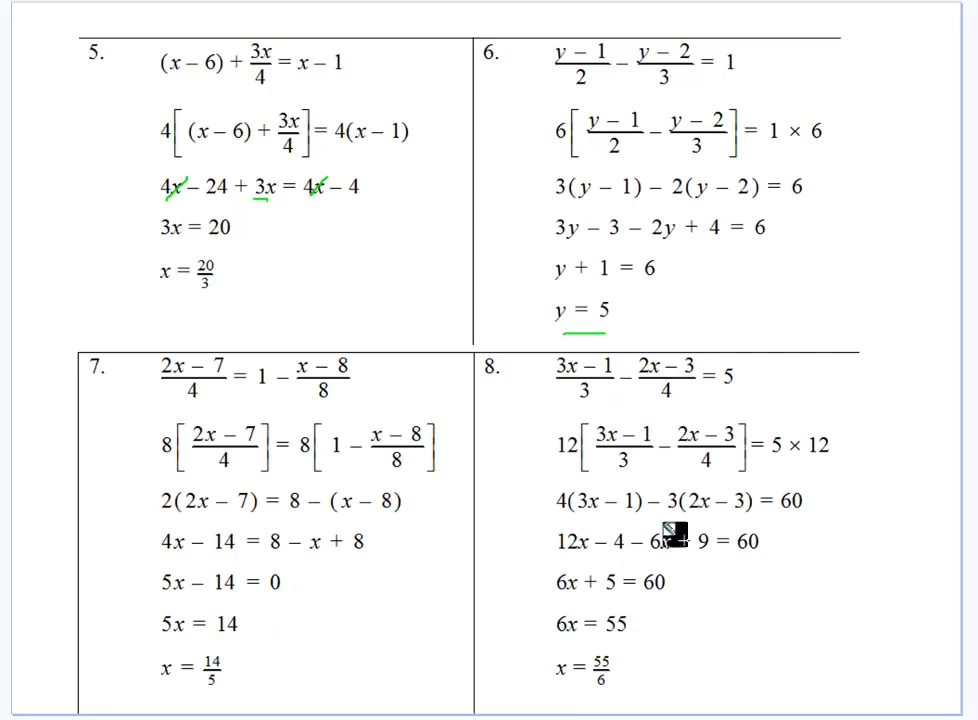 5. (x – 6) + 3x/4 = x – 1
4[ (x – 6) + 3x/4 ] = 4(x – 1)
4x – 24 + 3x = 4x – 4
3x = 20
x = 20/3
6. y – 1/2 – y – 2/3 = 1
6[ y – 1/2 – y – 2/3 ] = 1 × 6
3(y – 1) – 2(y – 2) = 6
3y – 3 – 2y + 4 = 6
y + 1 = 6
y = 5
7. 2x – 7/4 = 1 – x – 8/8
8[ 2x – 7/4 ] = 8[ 1 – x – 8/8 ]
2(2x – 7) = 8 – (x – 8)
4x – 14 = 8 – x + 8
5x – 14 = 0
5x = 14
x = 14/5
8. 3x – 1/3 – 2x – 3/4 = 5
12[ 3x – 1/3 – 2x – 3/4 ] = 5 × 12
4(3x – 1) – 3(2x – 3) = 60
12x – 4 – 6x + 9 = 60
6x + 5 = 60
6x = 55
x = 55/6